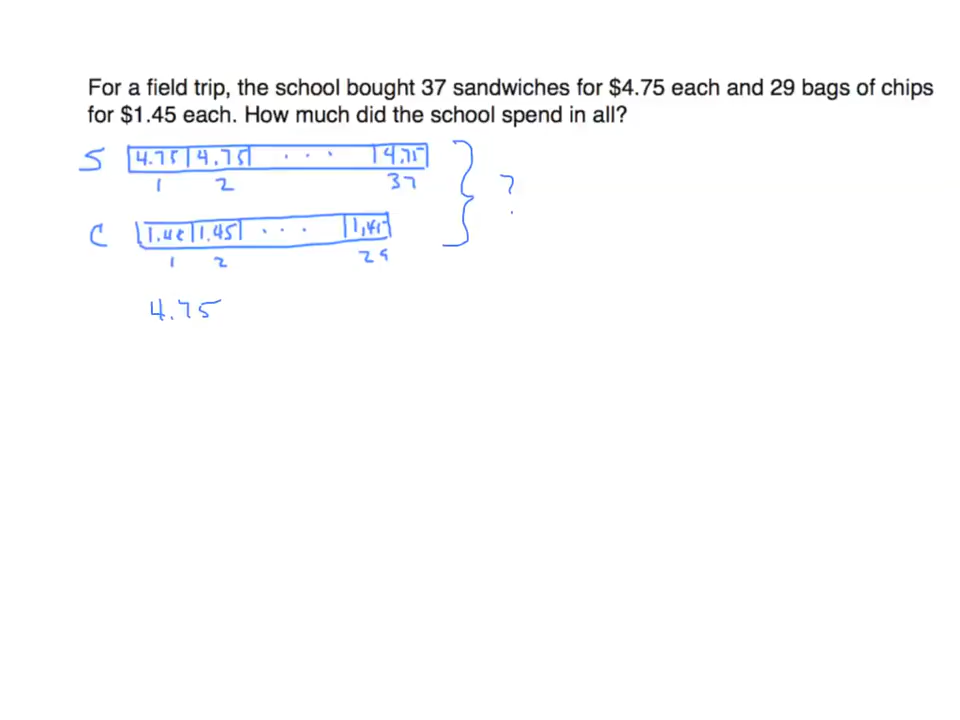 For a field trip, the school bought 37 sandwiches for $4.75 each and 29 bags of chips
for $1.45 each. How much did the school spend in all?
S 4.75 4.75 . . . 4.75
1 2 37
?
C 1.45 1.45 . . . 1.45
1 2 29
4.75